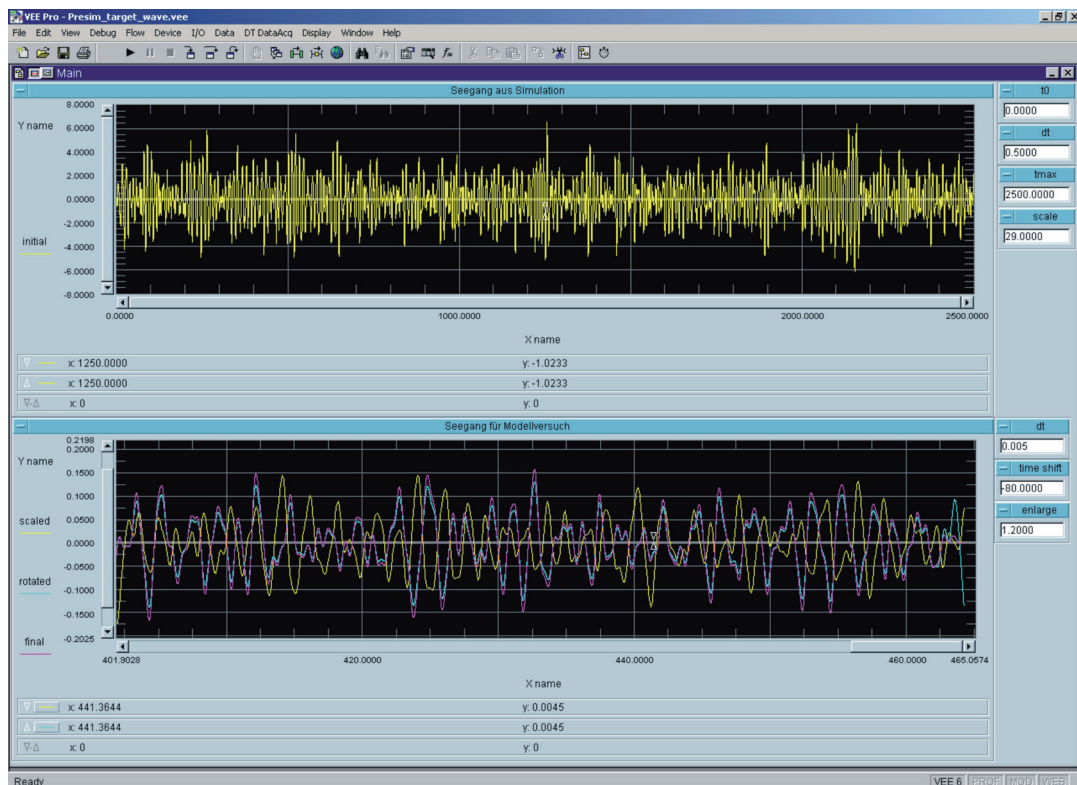 VEE Pro - Presim_target_wave.vee
File Edit View Debug Flow Device I/O Data DT DataAcq Display Window Help
Main
Seegang aus Simulation
t0
0.0000
dt
0.5000
tmax
2500.0000
scale
29.0000
Y name
initial
8.0000
6.0000
4.0000
2.0000
0.0000
-2.0000
-4.0000
-6.0000
-8.0000
0.0000 1000.0000 2000.0000 2500.0000
X name
x: 1250.0000 y: -1.0233
x: 1250.0000 y: -1.0233
∇-Δ x: 0 y: 0
Seegang für Modellversuch
dt
0.005
time shift
-80.0000
enlarge
1.2000
Y name
scaled
rotated
final
0.2198
0.2000
0.1500
0.1000
0.0500
0.0000
-0.0500
-0.1000
-0.1500
-0.2025
401.9028 420.0000 440.0000 460.0000 465.0574
X name
x: 441.3644 y: 0.0045
x: 441.3644 y: 0.0045
∇-Δ x: 0 y: 0
Ready VEE 6 PROF MOD WEB